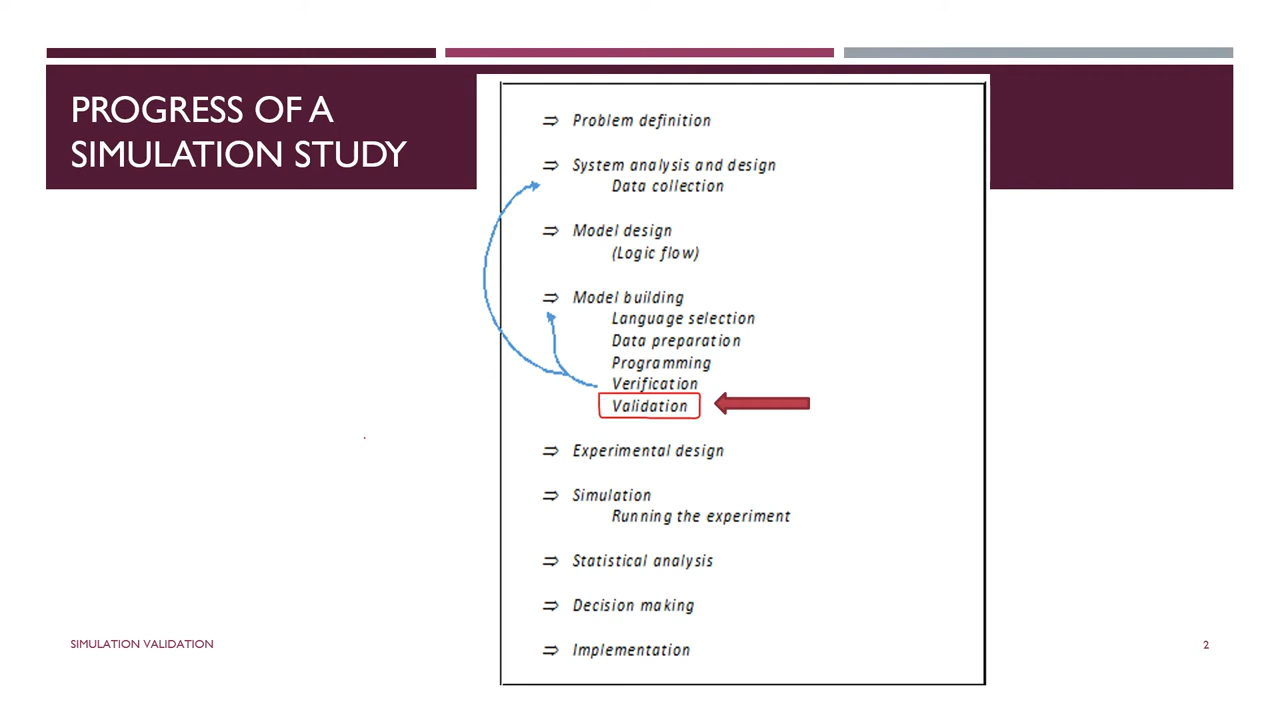 PROGRESS OF A
SIMULATION STUDY
⇒ Problem definition
⇒ System analysis and design
Data collection
⇒ Model design
(Logic flow)
⇒ Model building
Language selection
Data preparation
Programming
Verification
Validation
⇒ Experimental design
⇒ Simulation
Running the experiment
⇒ Statistical analysis
⇒ Decision making
⇒ Implementation
SIMULATION VALIDATION
2